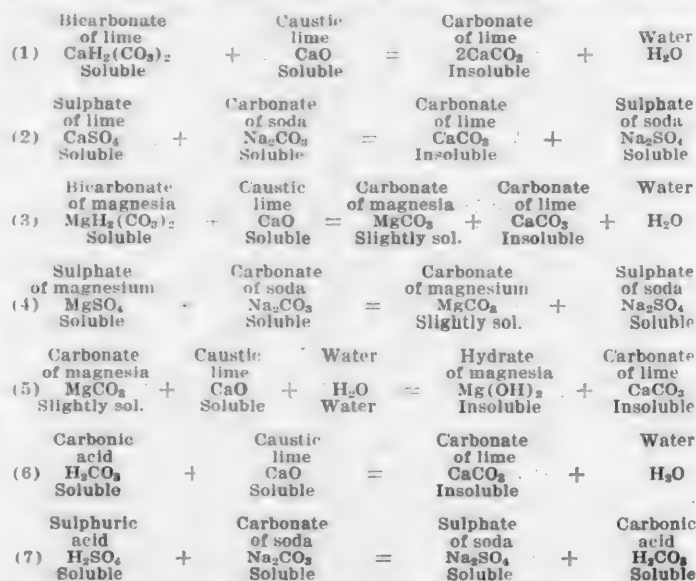 Bicarbonate Caustic Carbonate
of lime lime of lime Water
(1) CaH₂(CO₃)₂ + CaO = 2CaCO₃ + H₂O
Soluble Soluble Insoluble
Sulphate Carbonate Carbonate Sulphate
of lime of soda of lime of soda
(2) CaSO₄ + Na₂CO₃ = CaCO₃ + Na₂SO₄
Soluble Soluble Insoluble Soluble
Bicarbonate Caustic Carbonate Carbonate Water
of magnesia lime of magnesia of lime
(3) MgH₂(CO₃)₂ CaO = MgCO₃ + CaCO₃ + H₂O
Soluble Soluble Slightly sol. Insoluble
Sulphate Carbonate Carbonate Sulphate
of magnesium of soda of magnesium of soda
(4) MgSO₄ Na₂CO₃ = MgCO₃ + Na₂SO₄
Soluble Soluble Slightly sol. Soluble
Carbonate Caustic Water Hydrate Carbonate
of magnesia lime of magnesia of lime
(5) MgCO₃ + CaO + H₂O = Mg(OH)₂ + CaCO₃
Slightly sol. Soluble Water Insoluble Insoluble
Carbonic Caustic Carbonate Water
acid lime of lime
(6) H₂CO₃ + CaO = CaCO₃ + H₂O
Soluble Soluble Insoluble
Sulphuric Carbonate Sulphate Carbonic
acid of soda of soda acid
(7) H₂SO₄ + Na₂CO₃ = Na₂SO₄ + H₂CO₃
Soluble Soluble Soluble Soluble